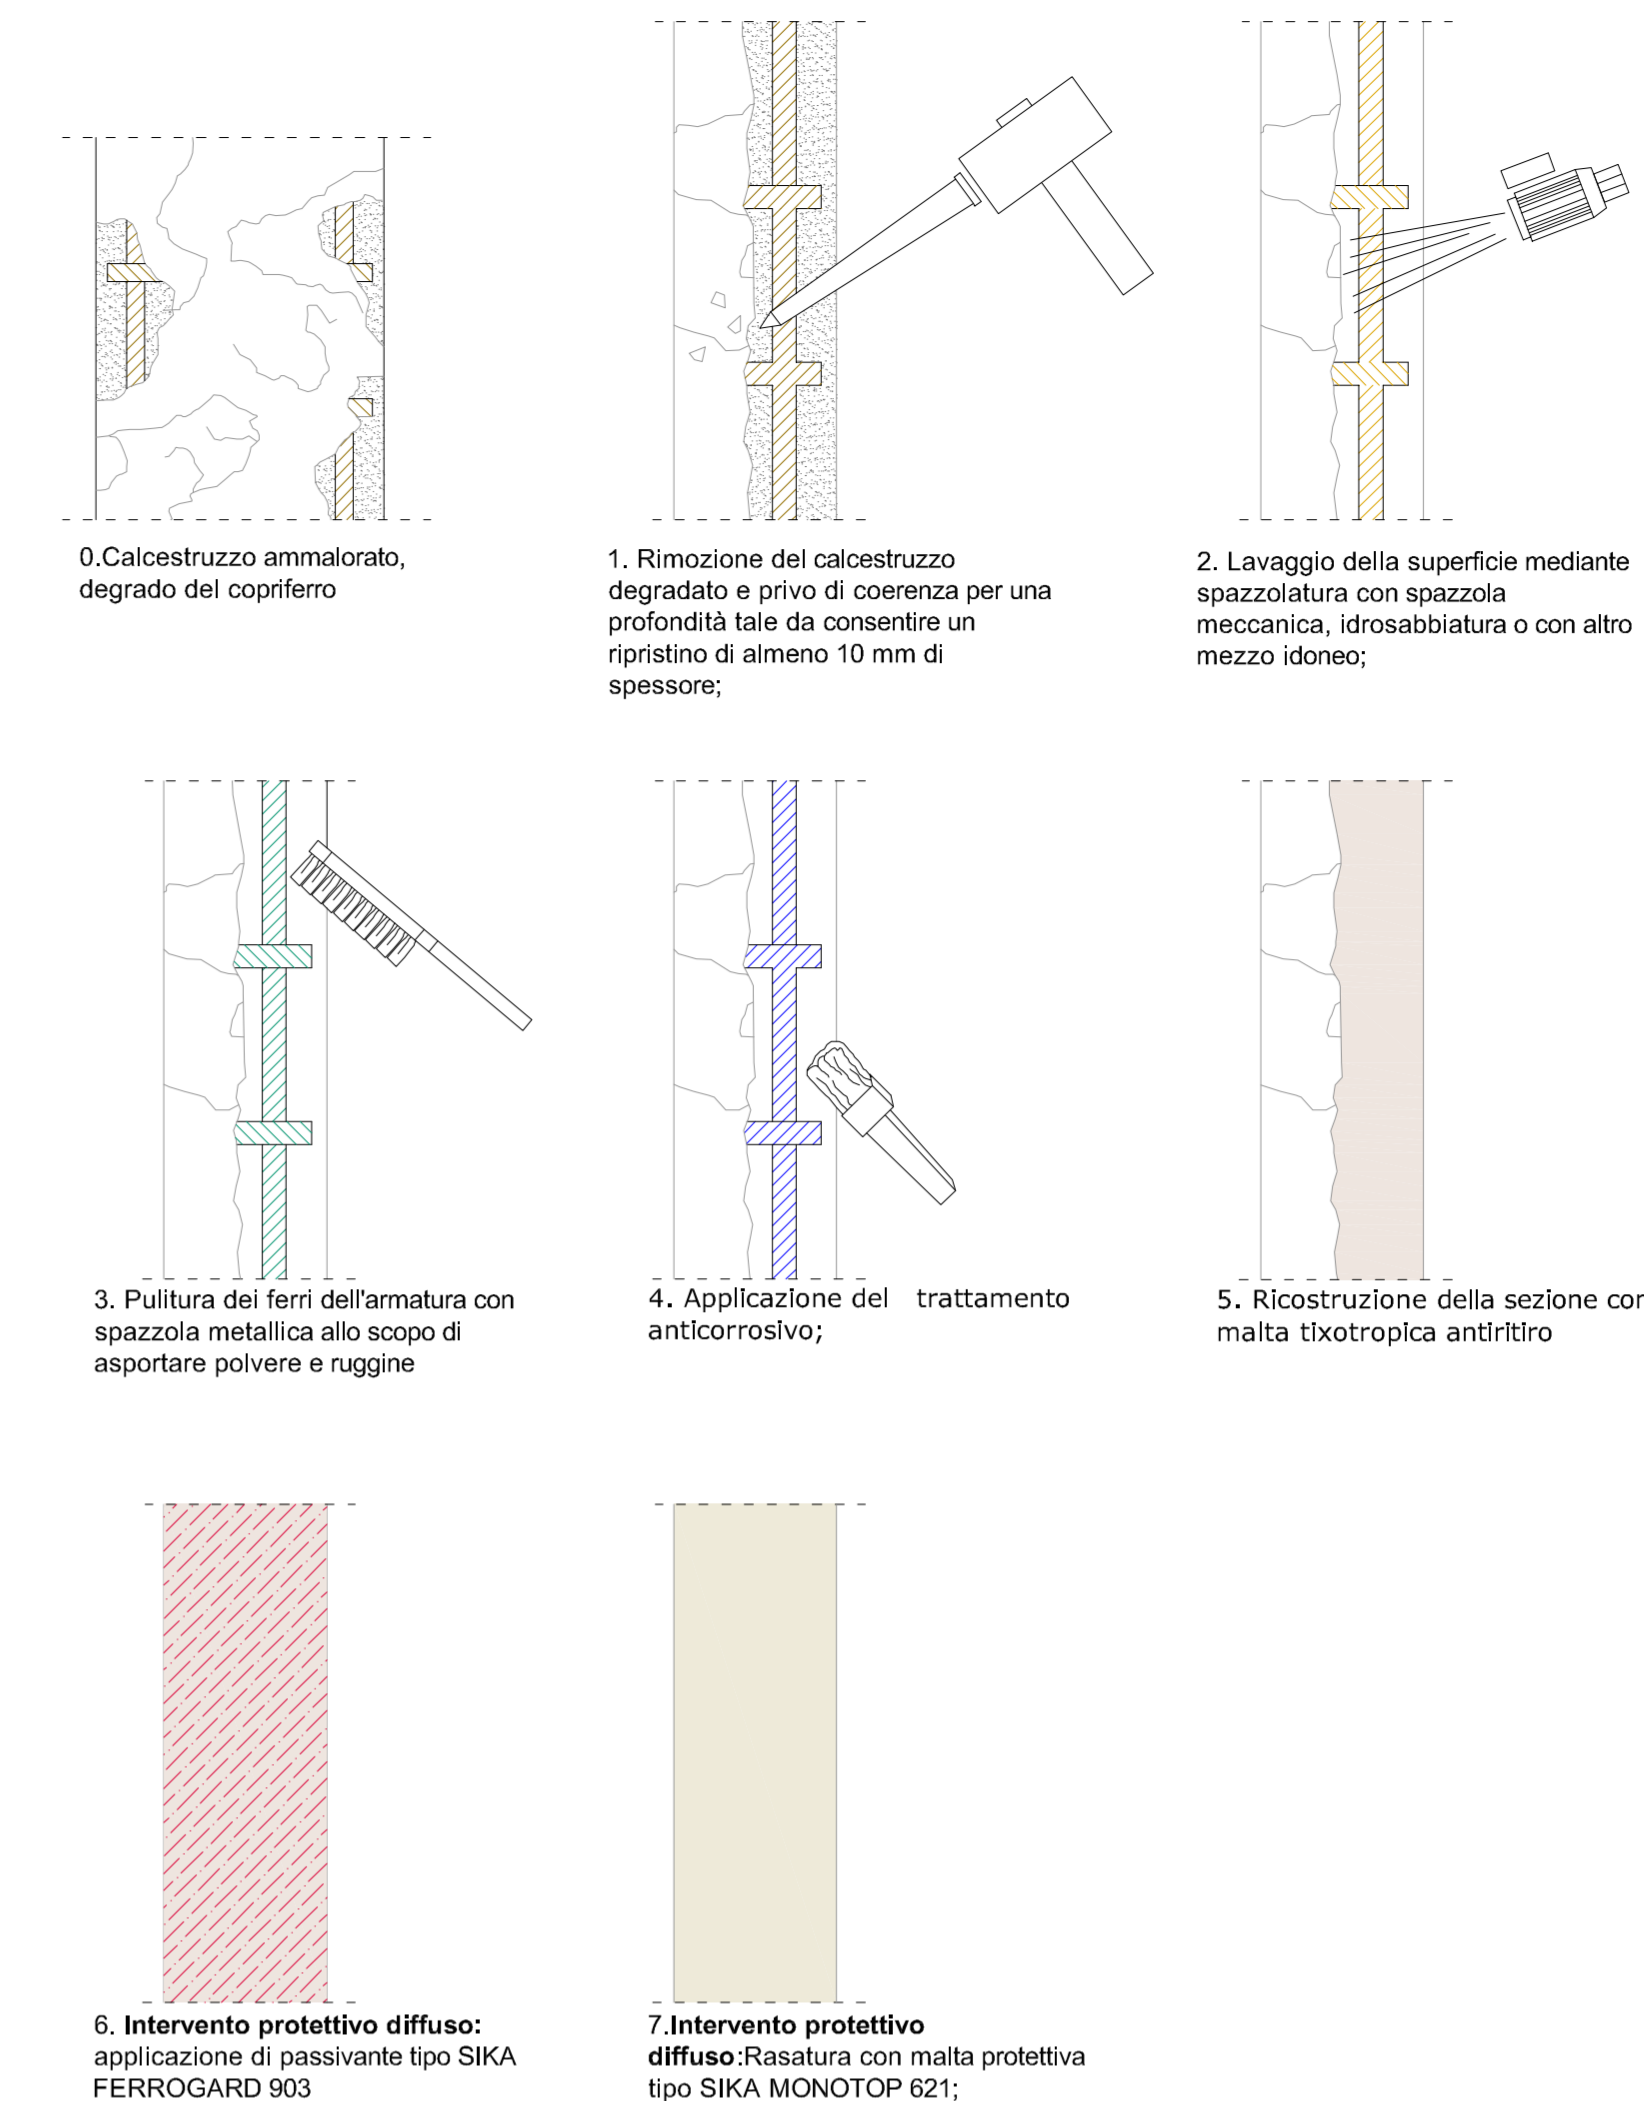 0.Calcestruzzo ammalorato,
degrado del copriferro
1. Rimozione del calcestruzzo
degradato e privo di coerenza per una
profondità tale da consentire un
ripristino di almeno 10 mm di
spessore;
2. Lavaggio della superficie mediante
spazzolatura con spazzola
meccanica, idrosabbiatura o con altro
mezzo idoneo;
3. Pulitura dei ferri dell'armatura con
spazzola metallica allo scopo di
asportare polvere e ruggine
4. Applicazione del trattamento
anticorrosivo;
5. Ricostruzione della sezione con
malta tixotropica antiritiro
6. Intervento protettivo diffuso:
applicazione di passivante tipo SIKA
FERROGARD 903
7.Intervento protettivo
diffuso:Rasatura con malta protettiva
tipo SIKA MONOTOP 621;